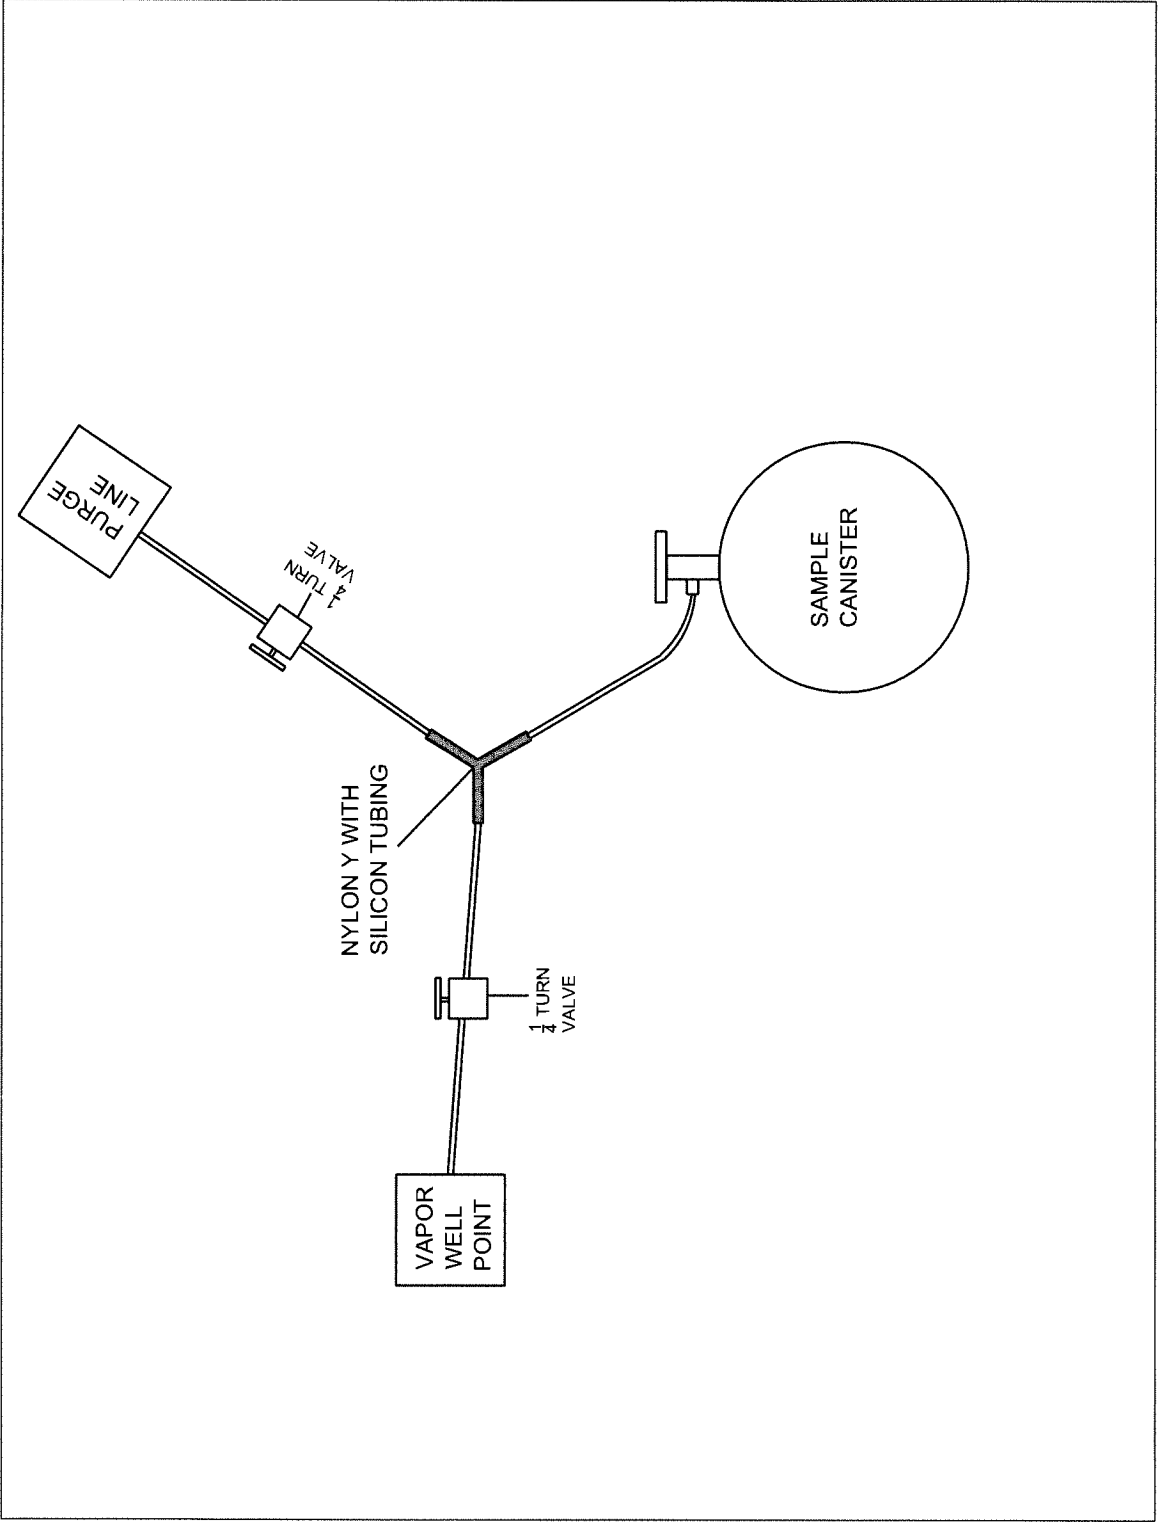 PURGE
LINE
¼ TURN
VALVE
NYLON Y WITH
SILICON TUBING
SAMPLE
CANISTER
¼ TURN
VALVE
VAPOR
WELL
POINT